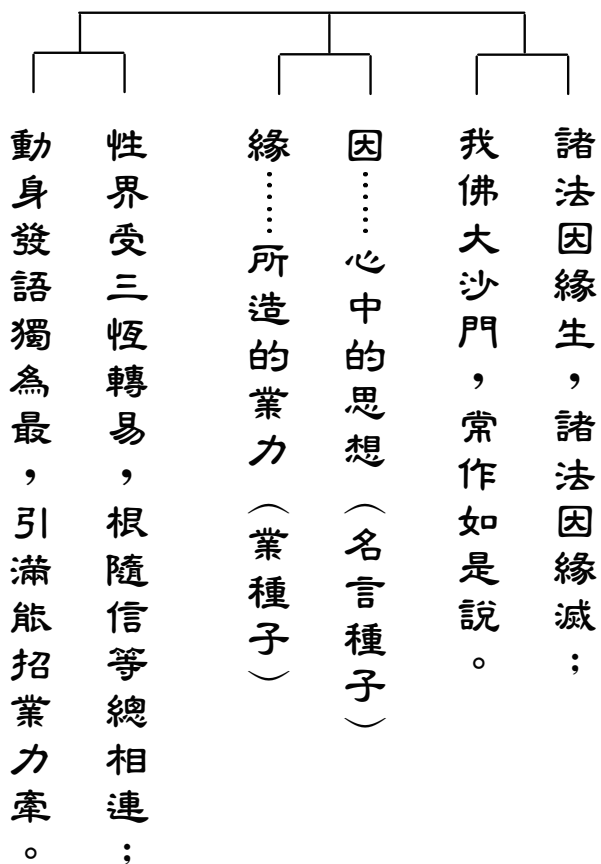 諸法因緣生，諸法因緣滅；
我佛大沙門，常作如是說。
因……心中的思想（名言種子）
緣……所造的業力（業種子）
性界受三恆轉易，根隨信等總相連；
動身發語獨為最，引滿能招業力牽。